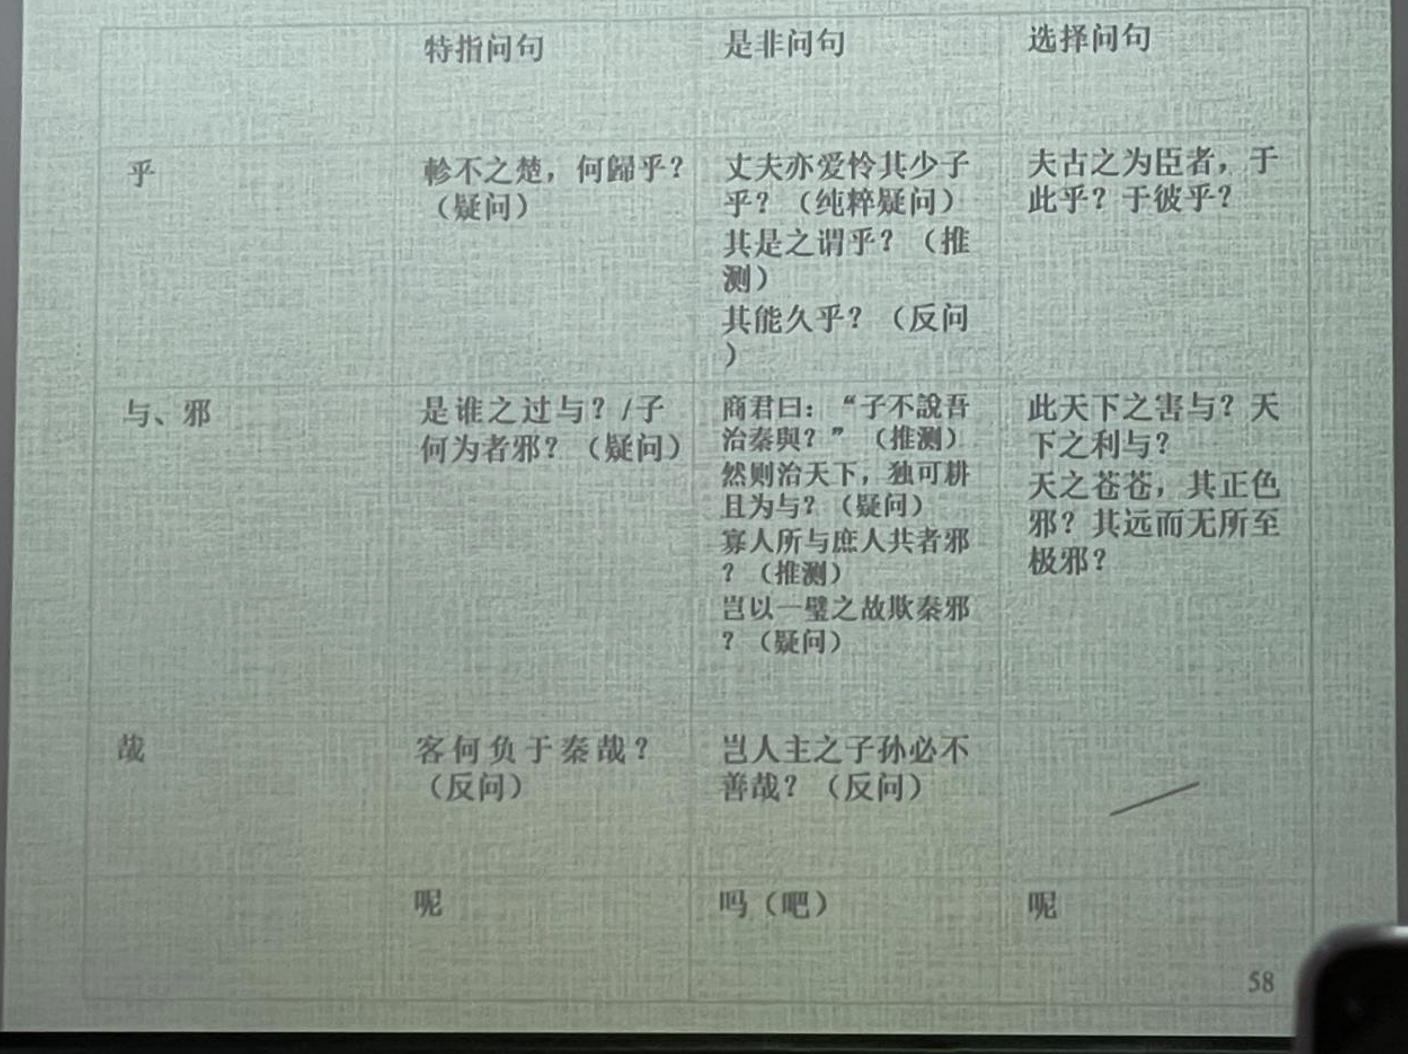 特指问句
是非问句
选择问句
乎
軫不之楚，何歸乎？
（疑问）
丈夫亦爱怜其少子
乎？（纯粹疑问）
其是之谓乎？（推
测）
其能久乎？（反问
）
夫古之为臣者，于
此乎？于彼乎？
与、邪
是谁之过与？/子
何为者邪？（疑问）
商君曰：“子不說吾
治秦與？”（推测）
然则治天下，独可耕
且为与？（疑问）
寡人所与庶人共者邪
？（推测）
岂以一璧之故欺秦邪
？（疑问）
此天下之害与？天
下之利与？
天之苍苍，其正色
邪？其远而无所至
极邪？
哉
客何负于秦哉？
（反问）
岂人主之子孙必不
善哉？（反问）
呢
吗（吧）
呢
58